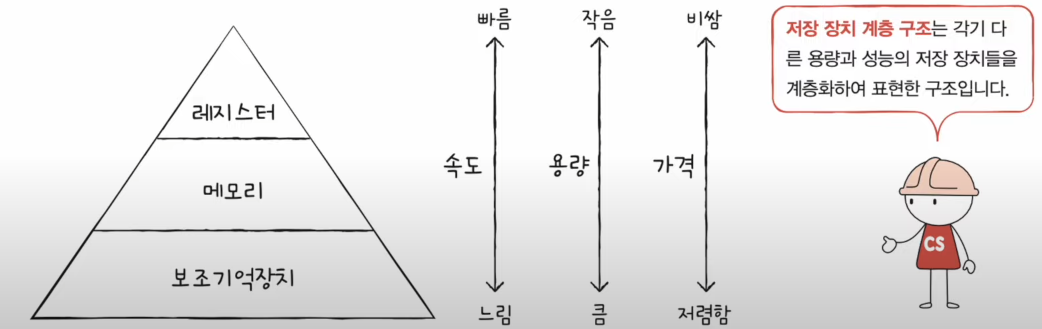 레지스터
메모리
보조기억장치
빠름
속도
느림
작음
용량
큼
비쌈
가격
저렴함
저장 장치 계층 구조는 각기 다
른 용량과 성능의 저장 장치들을
계층화하여 표현한 구조입니다.
CS